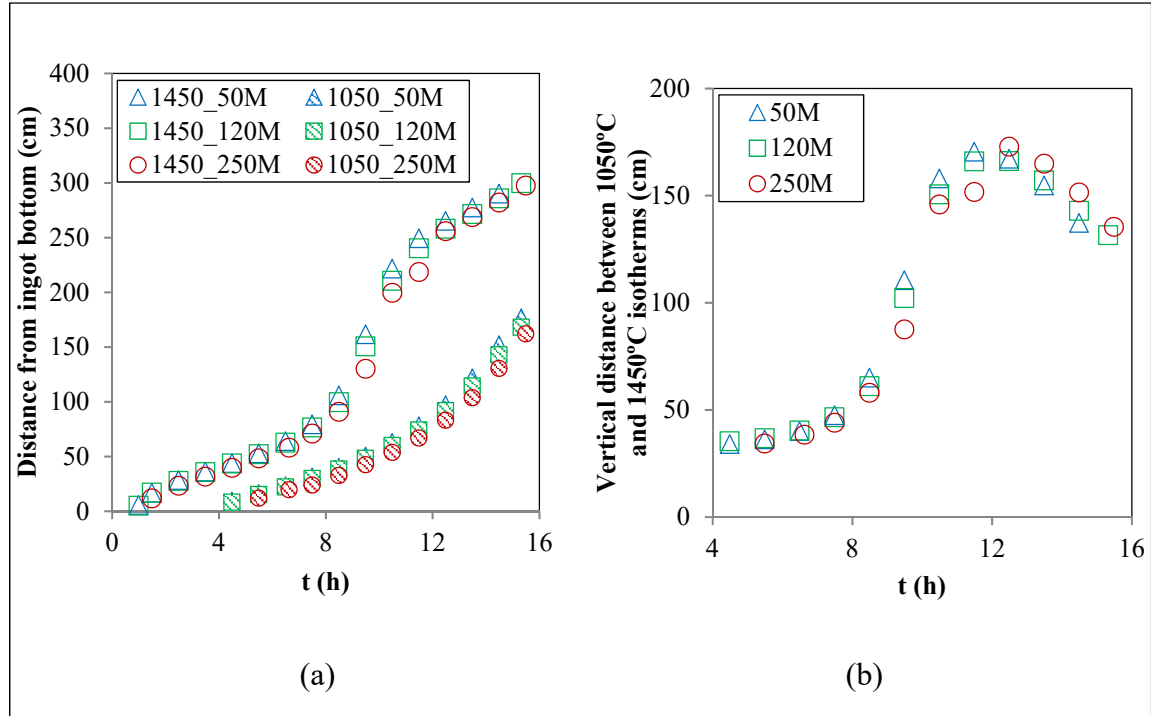 Distance from ingot bottom (cm)
400
350
300
250
200
150
100
50
0
1450_50M 1050_50M
1450_120M 1050_120M
1450_250M 1050_250M
0 4 8 12 16
t (h)
(a)
Vertical distance between 1050ºC
and 1450ºC isotherms (cm)
200
150
100
50
0
50M
120M
250M
4 8 12 16
t (h)
(b)